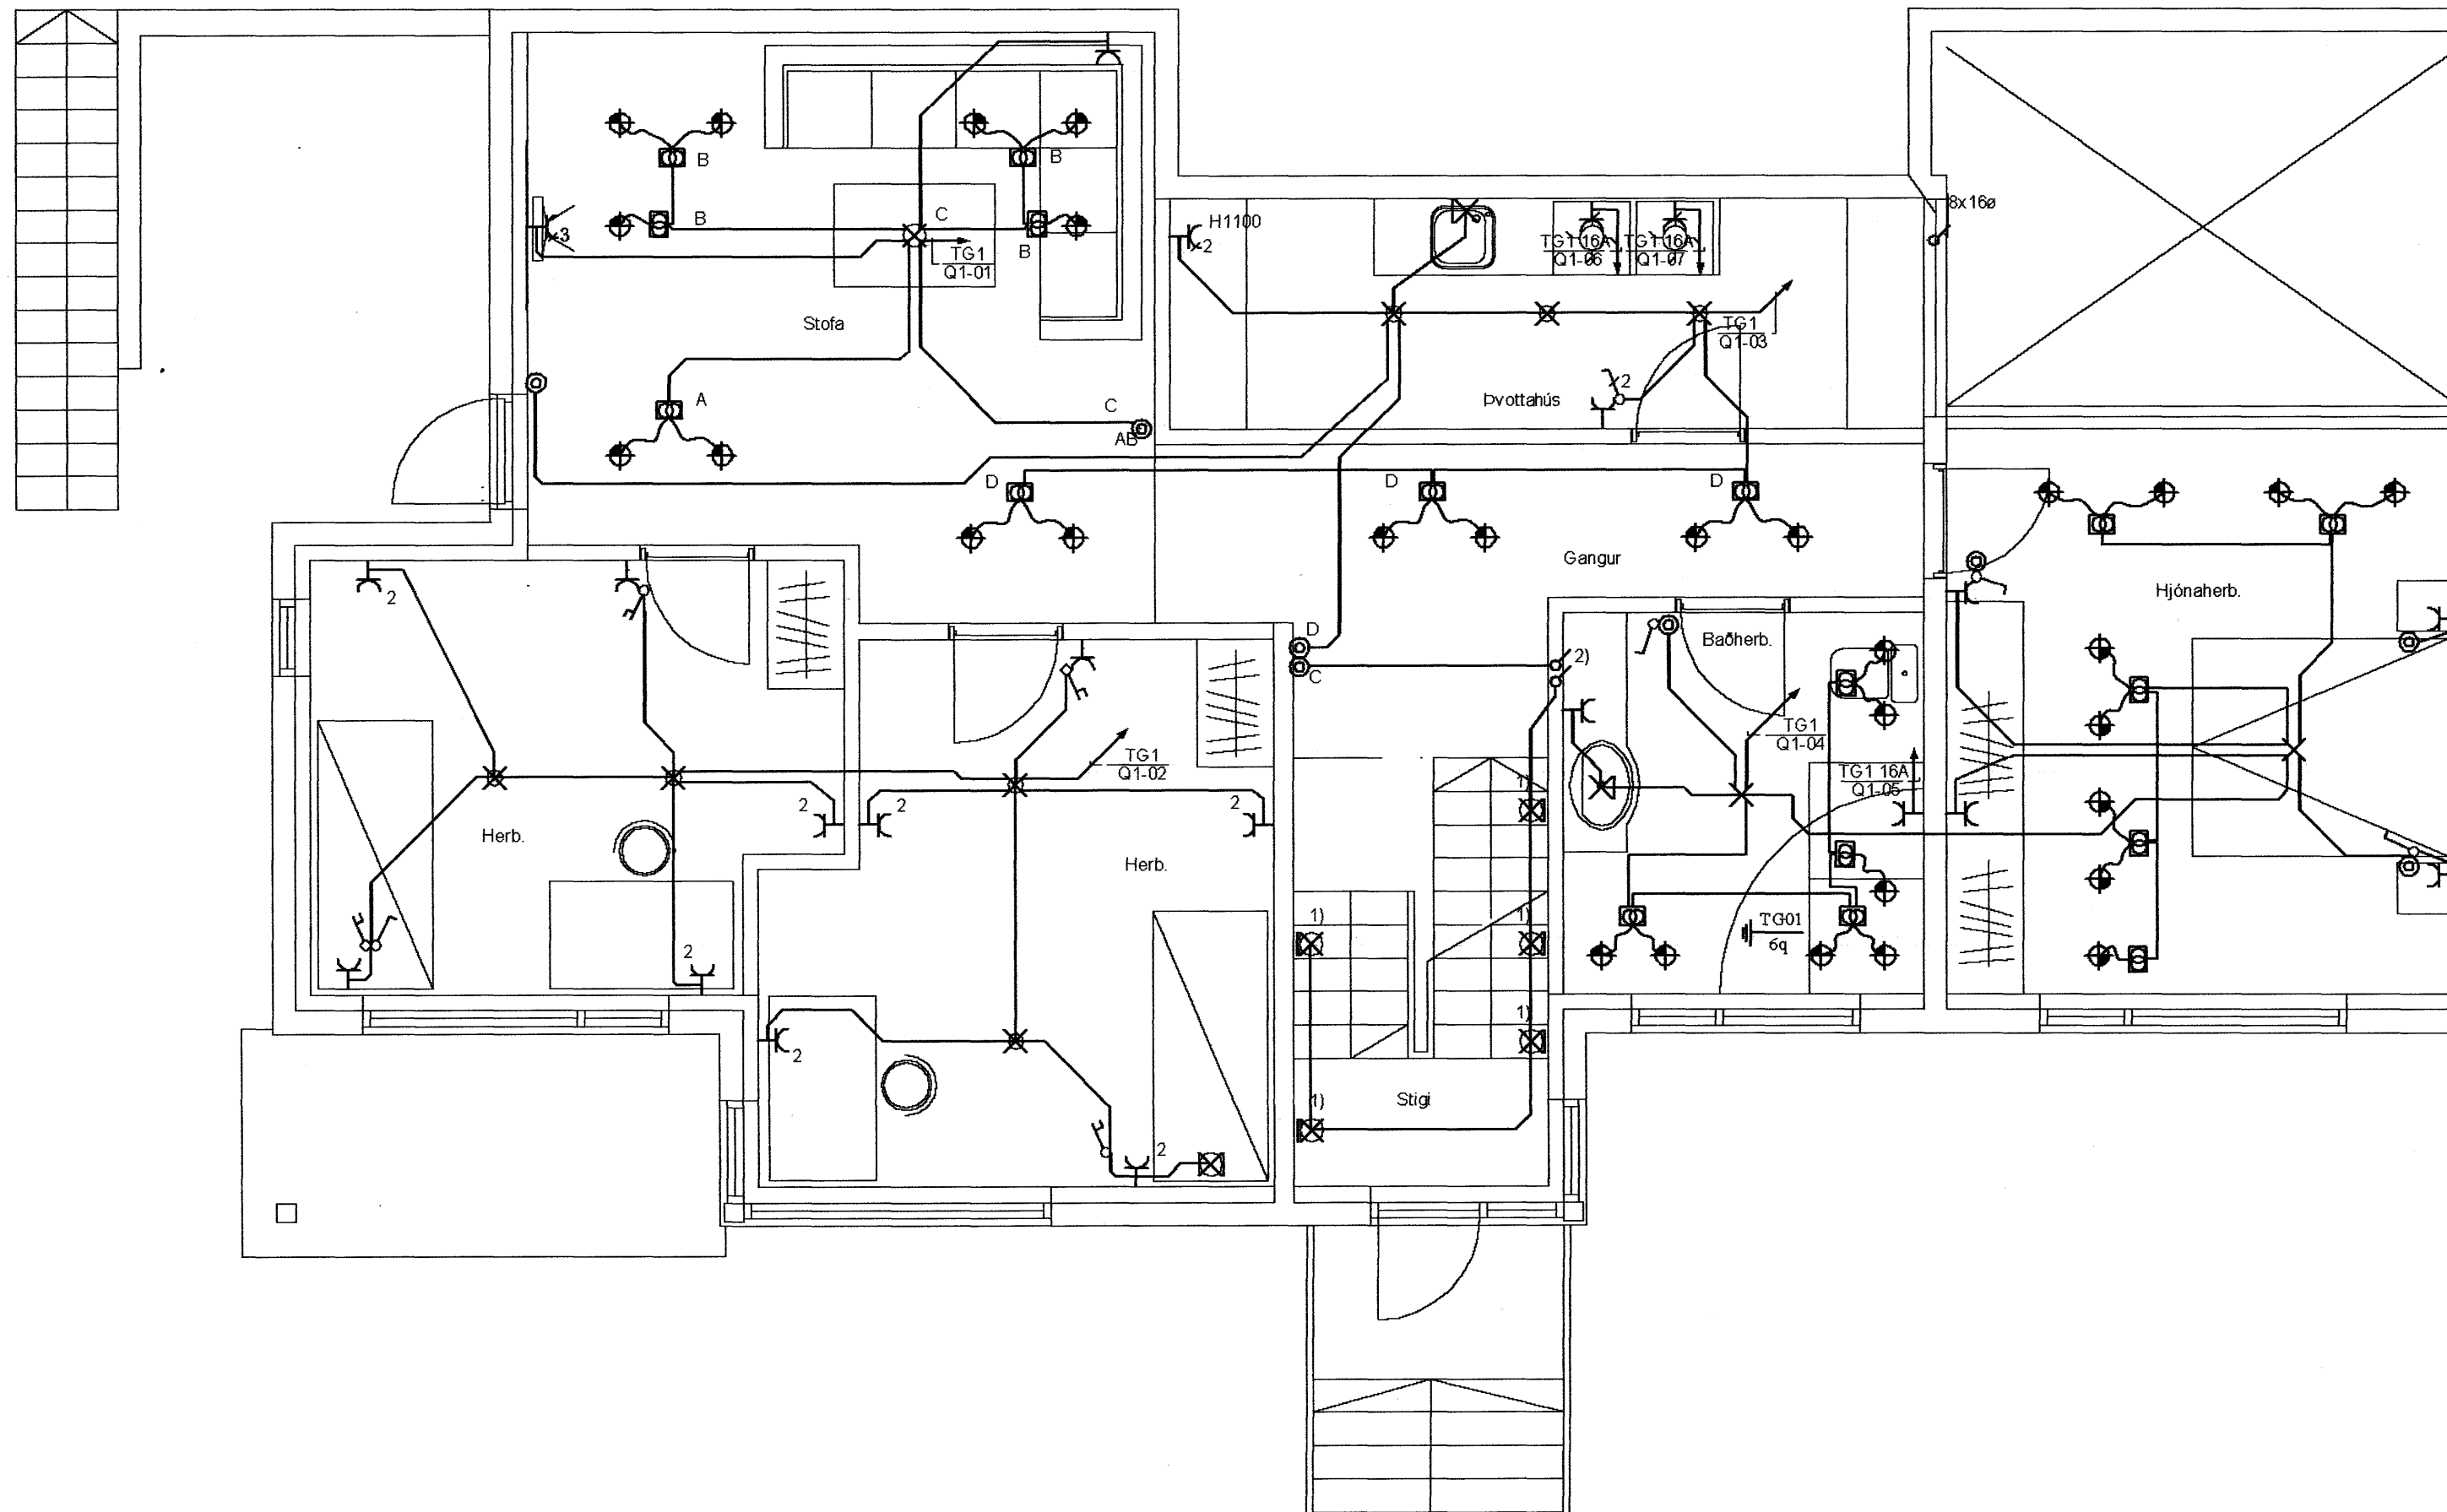 8x16ø
B
B
B
C
B
3
TG1
Q1-01
H1100
2
TG1 16A
Q1-06
TG1 16A
Q1-07
Stofa
TG1
Q1-03
2
Þvottahús
A
C
AB
D
D
D
Gangur
Hjónaherb.
2
D
C
2)
Baðherb.
TG1
Q1-04
TG1
Q1-02
TG1 16A
Q1-05
2
2
2
1)
Herb.
Herb.
1)
1)
TG01
6q
2
1)
2
Stigi
1)
2